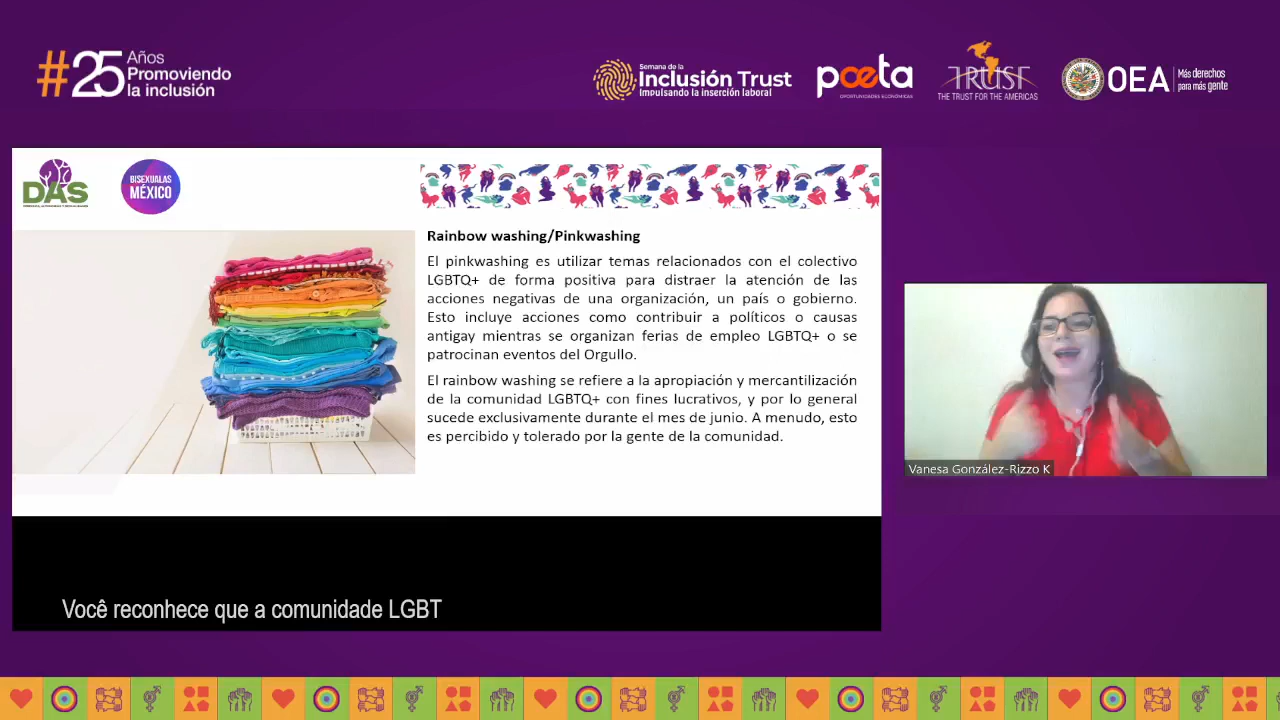 #25 Años
Promoviendo
la inclusión
Semana de la
Inclusión Trust
Impulsando la inserción laboral
poeta
OPORTUNIDADES ECONÓMICAS
TRUST
THE TRUST FOR THE AMERICAS
OEA
Más derechos
para más gente
DAS
BISEXUALAS
MÉXICO
Rainbow washing/Pinkwashing
El pinkwashing es utilizar temas relacionados con el colectivo
LGBTQ+ de forma positiva para distraer la atención de las
acciones negativas de una organización, un país o gobierno.
Esto incluye acciones como contribuir a políticos o causas
antigay mientras se organizan ferias de empleo LGBTQ+ o se
patrocinan eventos del Orgullo.
El rainbow washing se refiere a la apropiación y mercantilización
de la comunidad LGBTQ+ con fines lucrativos, y por lo general
sucede exclusivamente durante el mes de junio. A menudo, esto
es percibido y tolerado por la gente de la comunidad.
Vanesa González-Rizzo K
Você reconhece que a comunidade LGBT